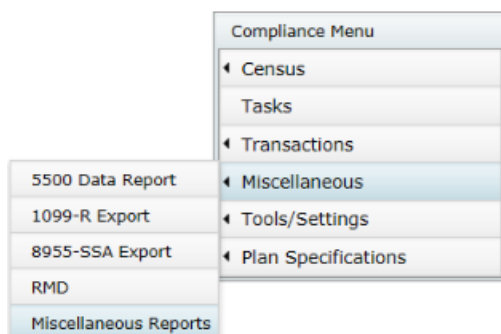 Compliance Menu
Census
Tasks
Transactions
Miscellaneous
Tools/Settings
Plan Specifications
5500 Data Report
1099-R Export
8955-SSA Export
RMD
Miscellaneous Reports